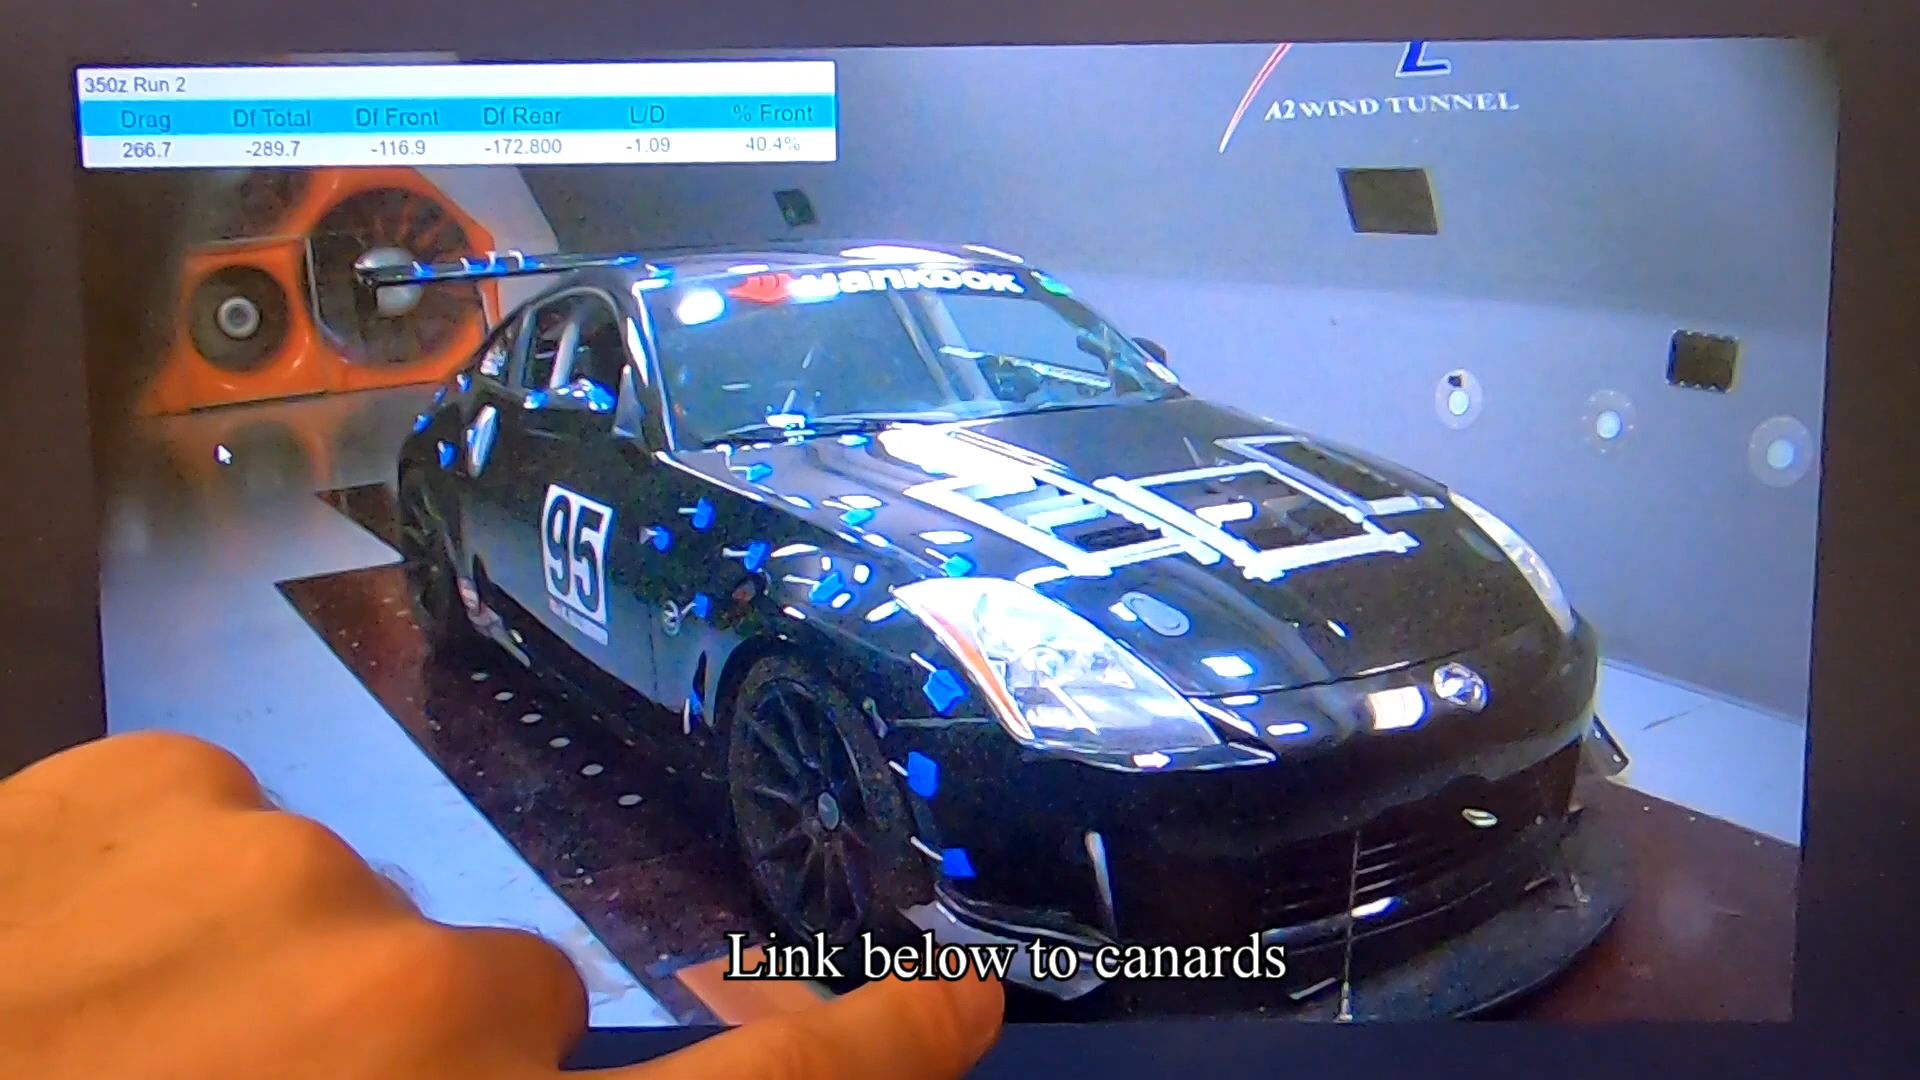 350z Run 2
Drag Df Total Df Front Df Rear L/D % Front
266.7 -289.7 -116.9 -172.800 -1.09 40.4%
A2 WIND TUNNEL
Hankook
95
Link below to canards